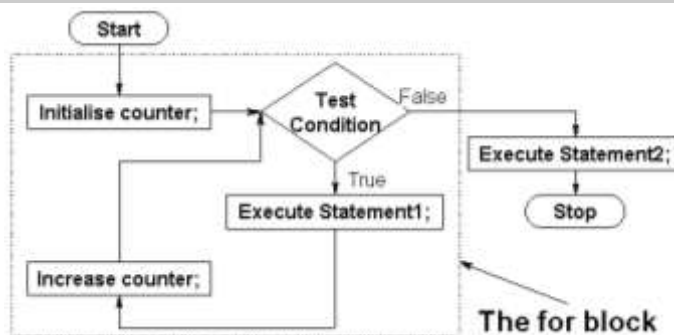 Start
Initialise counter;
Test
Condition
False
Execute Statement2;
True
Execute Statement1;
Stop
Increase counter;
The for block